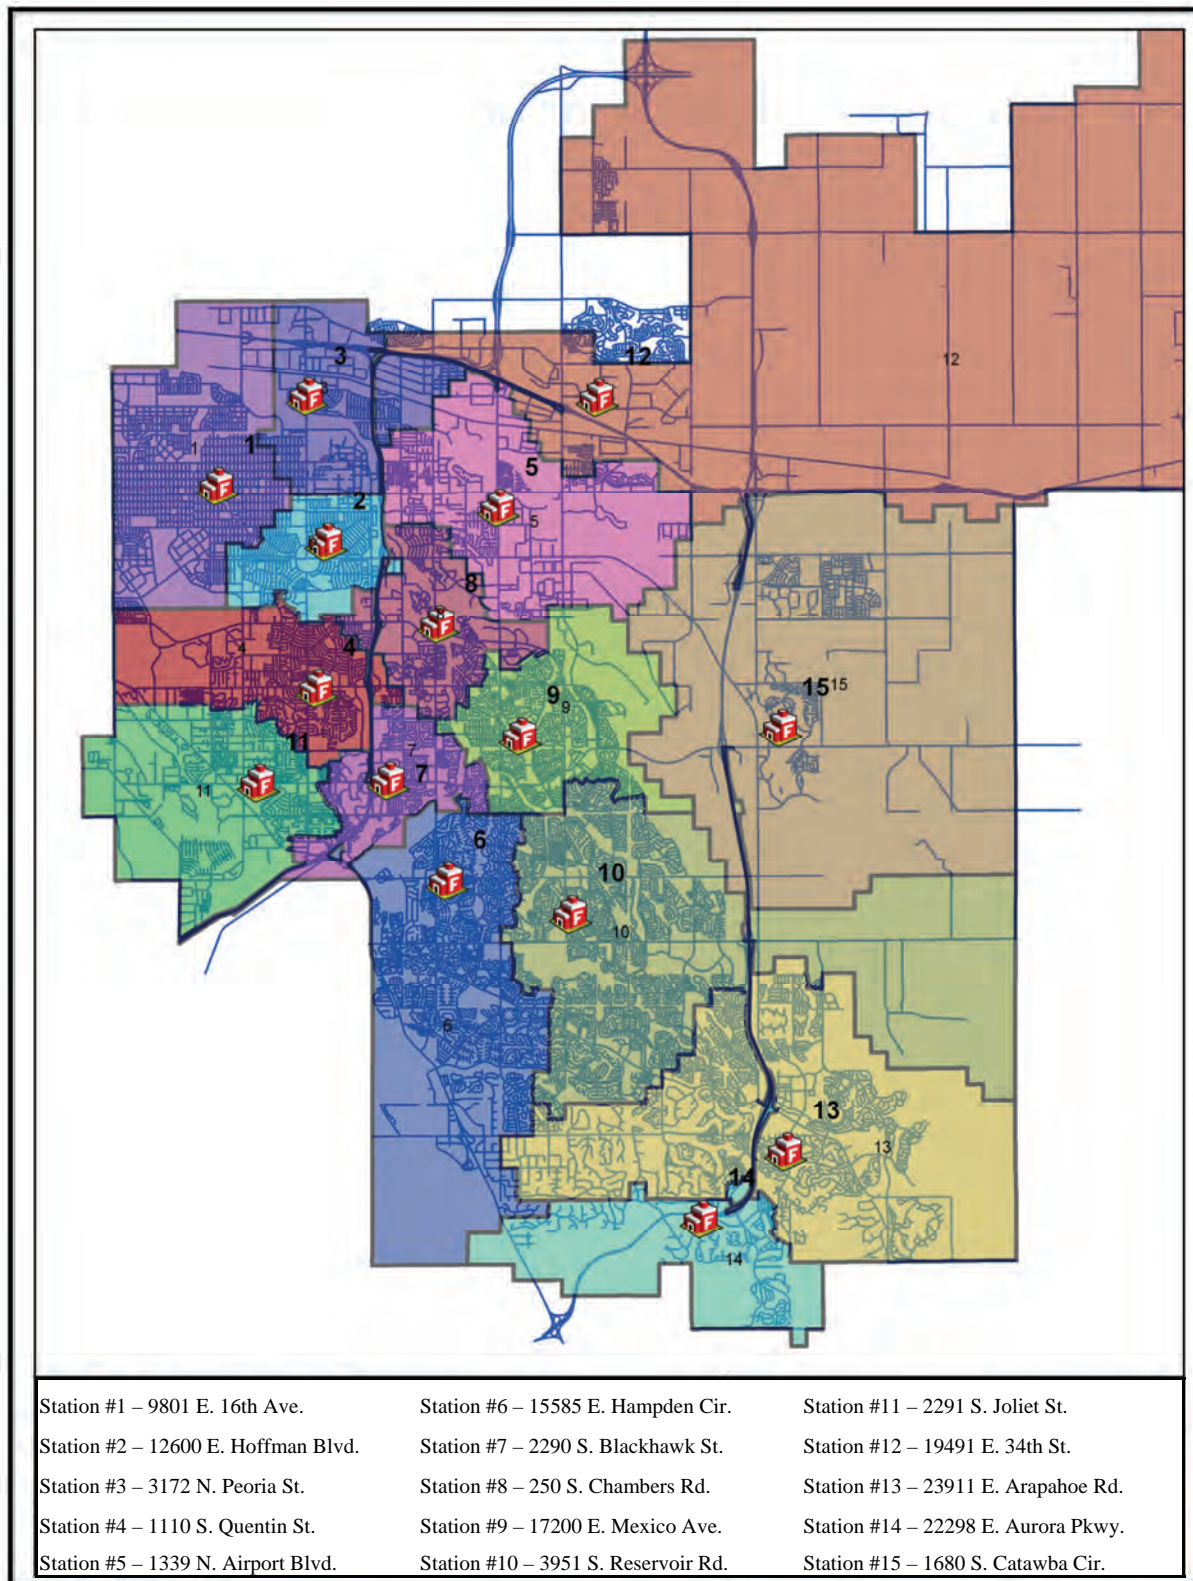 12
3
12
3
1
1
5
2
5
8
4
4
15 15
9
9
11
7
7
11
6
10
10
6
13
13
14
14
Station #1 – 9801 E. 16th Ave.
Station #2 – 12600 E. Hoffman Blvd.
Station #3 – 3172 N. Peoria St.
Station #4 – 1110 S. Quentin St.
Station #5 – 1339 N. Airport Blvd.
Station #6 – 15585 E. Hampden Cir.
Station #7 – 2290 S. Blackhawk St.
Station #8 – 250 S. Chambers Rd.
Station #9 – 17200 E. Mexico Ave.
Station #10 – 3951 S. Reservoir Rd.
Station #11 – 2291 S. Joliet St.
Station #12 – 19491 E. 34th St.
Station #13 – 23911 E. Arapahoe Rd.
Station #14 – 22298 E. Aurora Pkwy.
Station #15 – 1680 S. Catawba Cir.